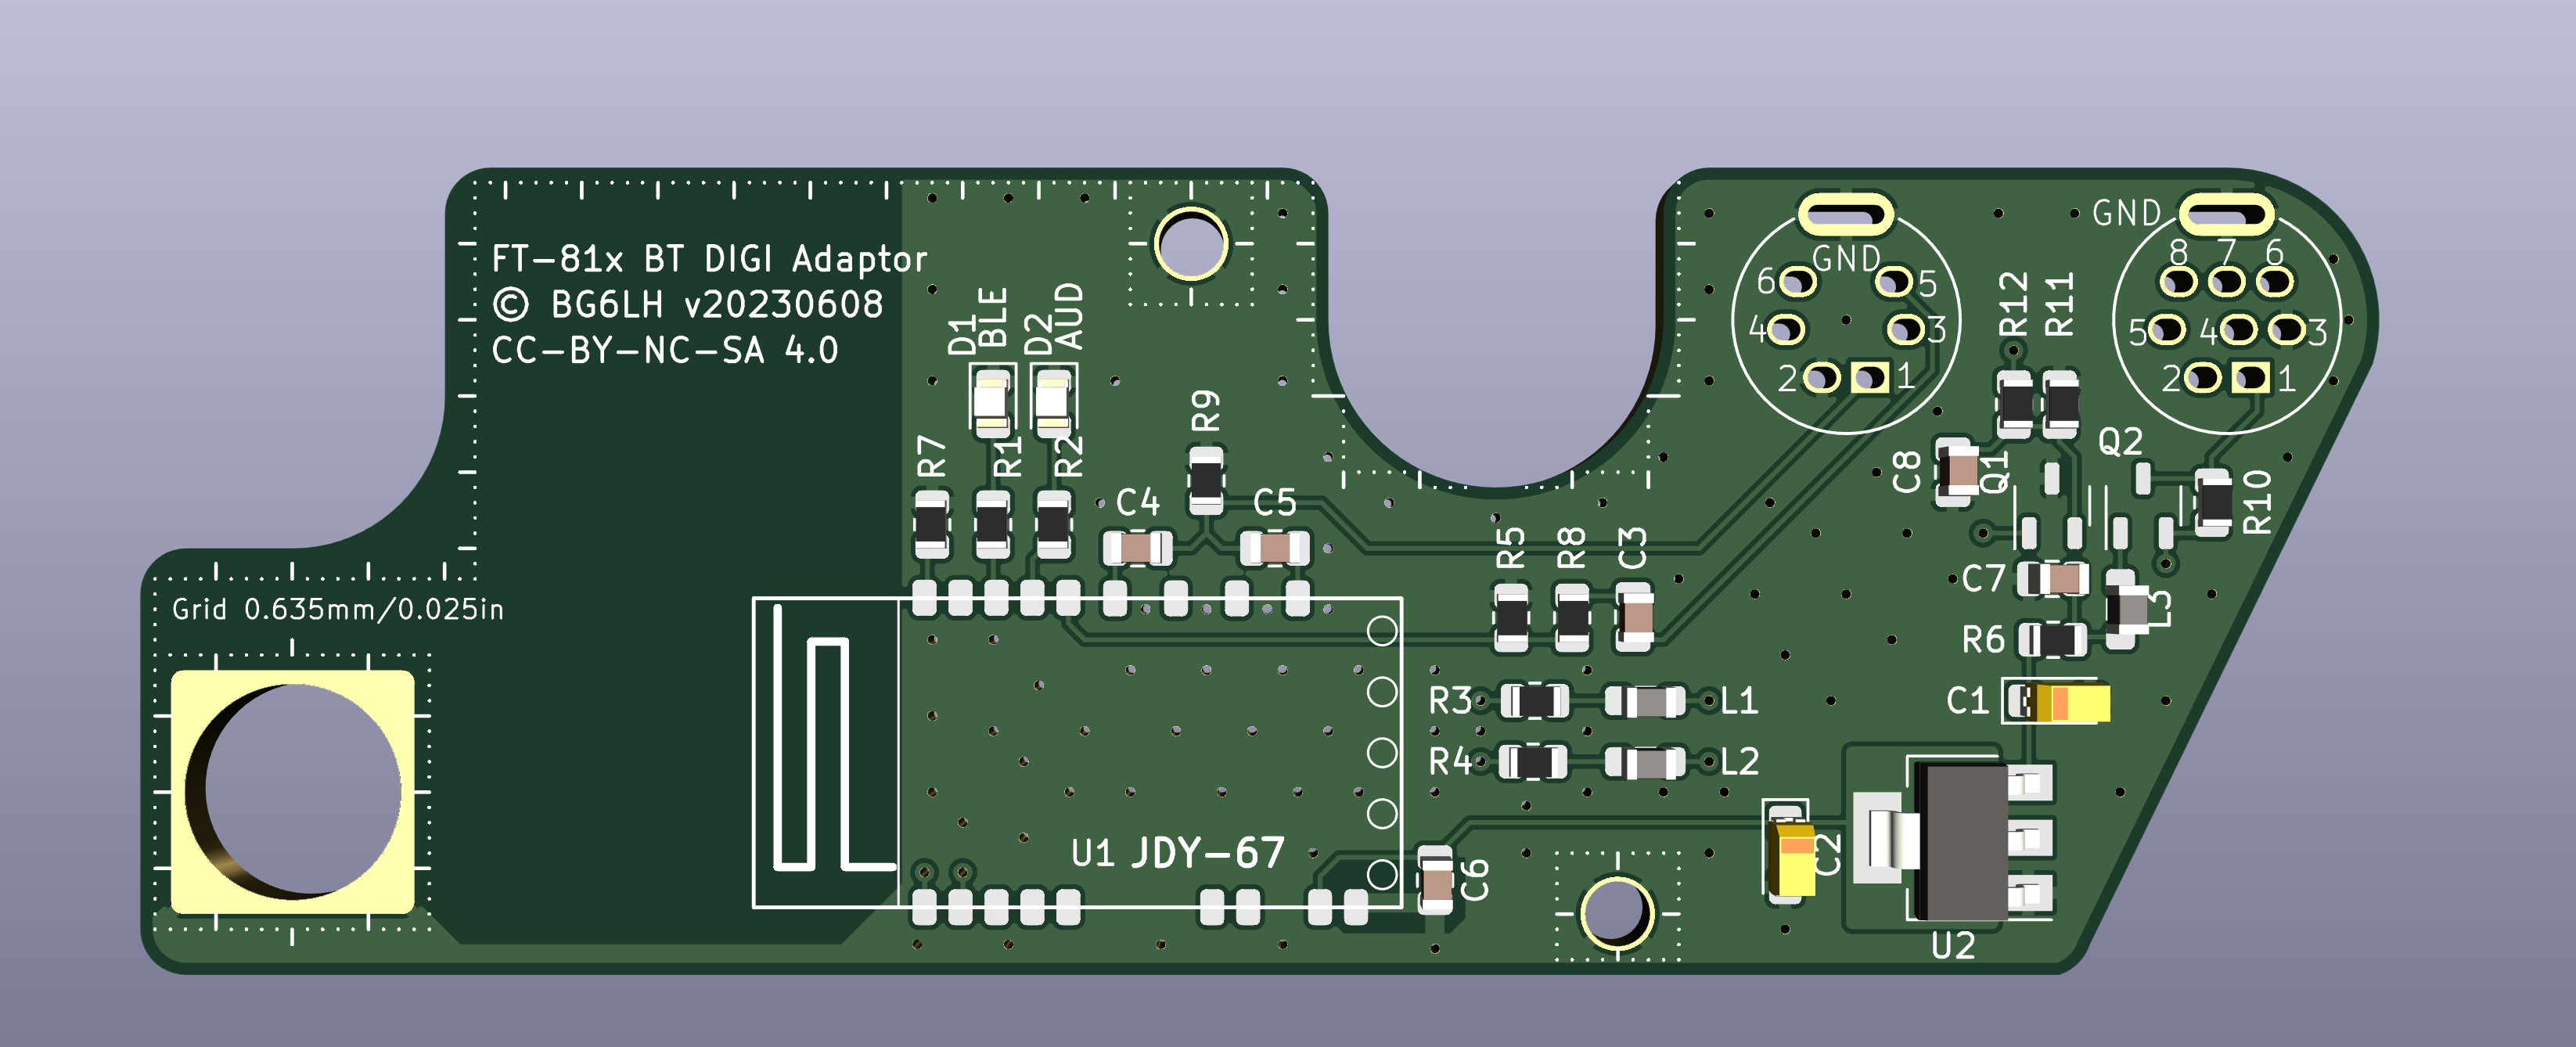 FT-81x BT DIGI Adaptor
© BG6LH v20230608
CC-BY-NC-SA 4.0
Grid 0.635mm/0.025in
D1
BLE
D2
AUD
R7
R1
R2
R9
C4
C5
U1 JDY-67
R5
R8
C3
R3
L1
R4
L2
C6
C2
GND
6
5
4
3
2
1
GND
8
7
6
5
4
3
2
1
R12
R11
Q2
C8
Q1
R10
C7
L3
R6
C1
U2